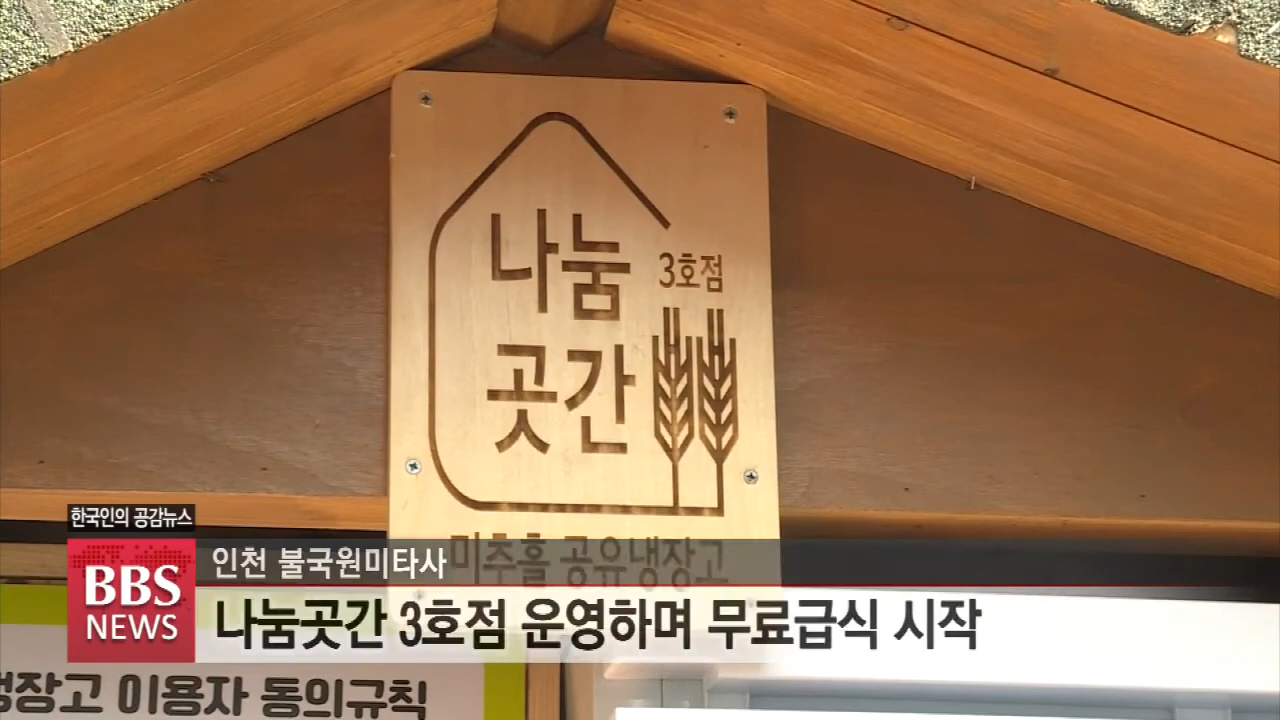 나눔
3호점
곳간
미추홀 공유냉장고
한국인의 공감뉴스
BBS
NEWS
인천 불국원미타사
나눔곳간 3호점 운영하며 무료급식 시작
이용자 동의규칙